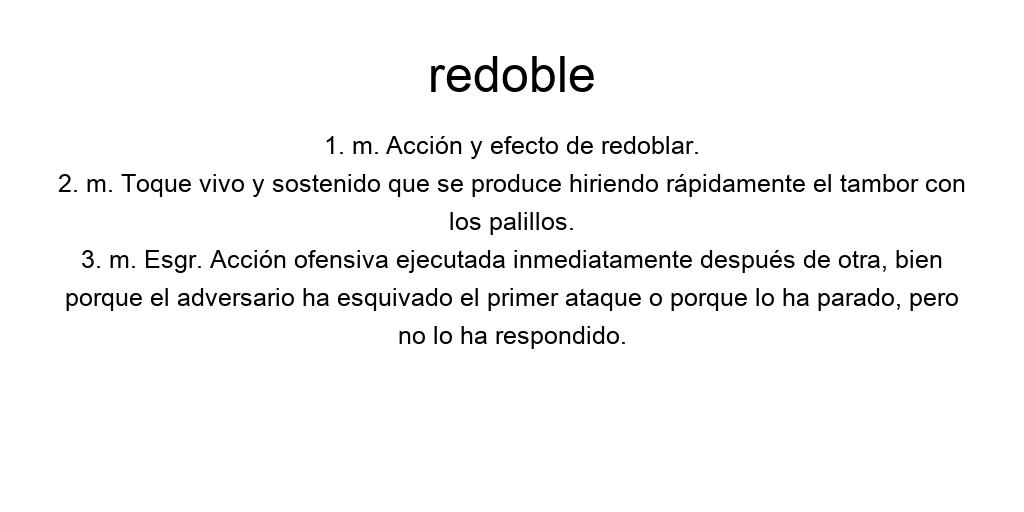 redoble
1. m. Acción y efecto de redoblar.
2. m. Toque vivo y sostenido que se produce hiriendo rápidamente el tambor con
los palillos.
3. m. Esgr. Acción ofensiva ejecutada inmediatamente después de otra, bien
porque el adversario ha esquivado el primer ataque o porque lo ha parado, pero
no lo ha respondido.